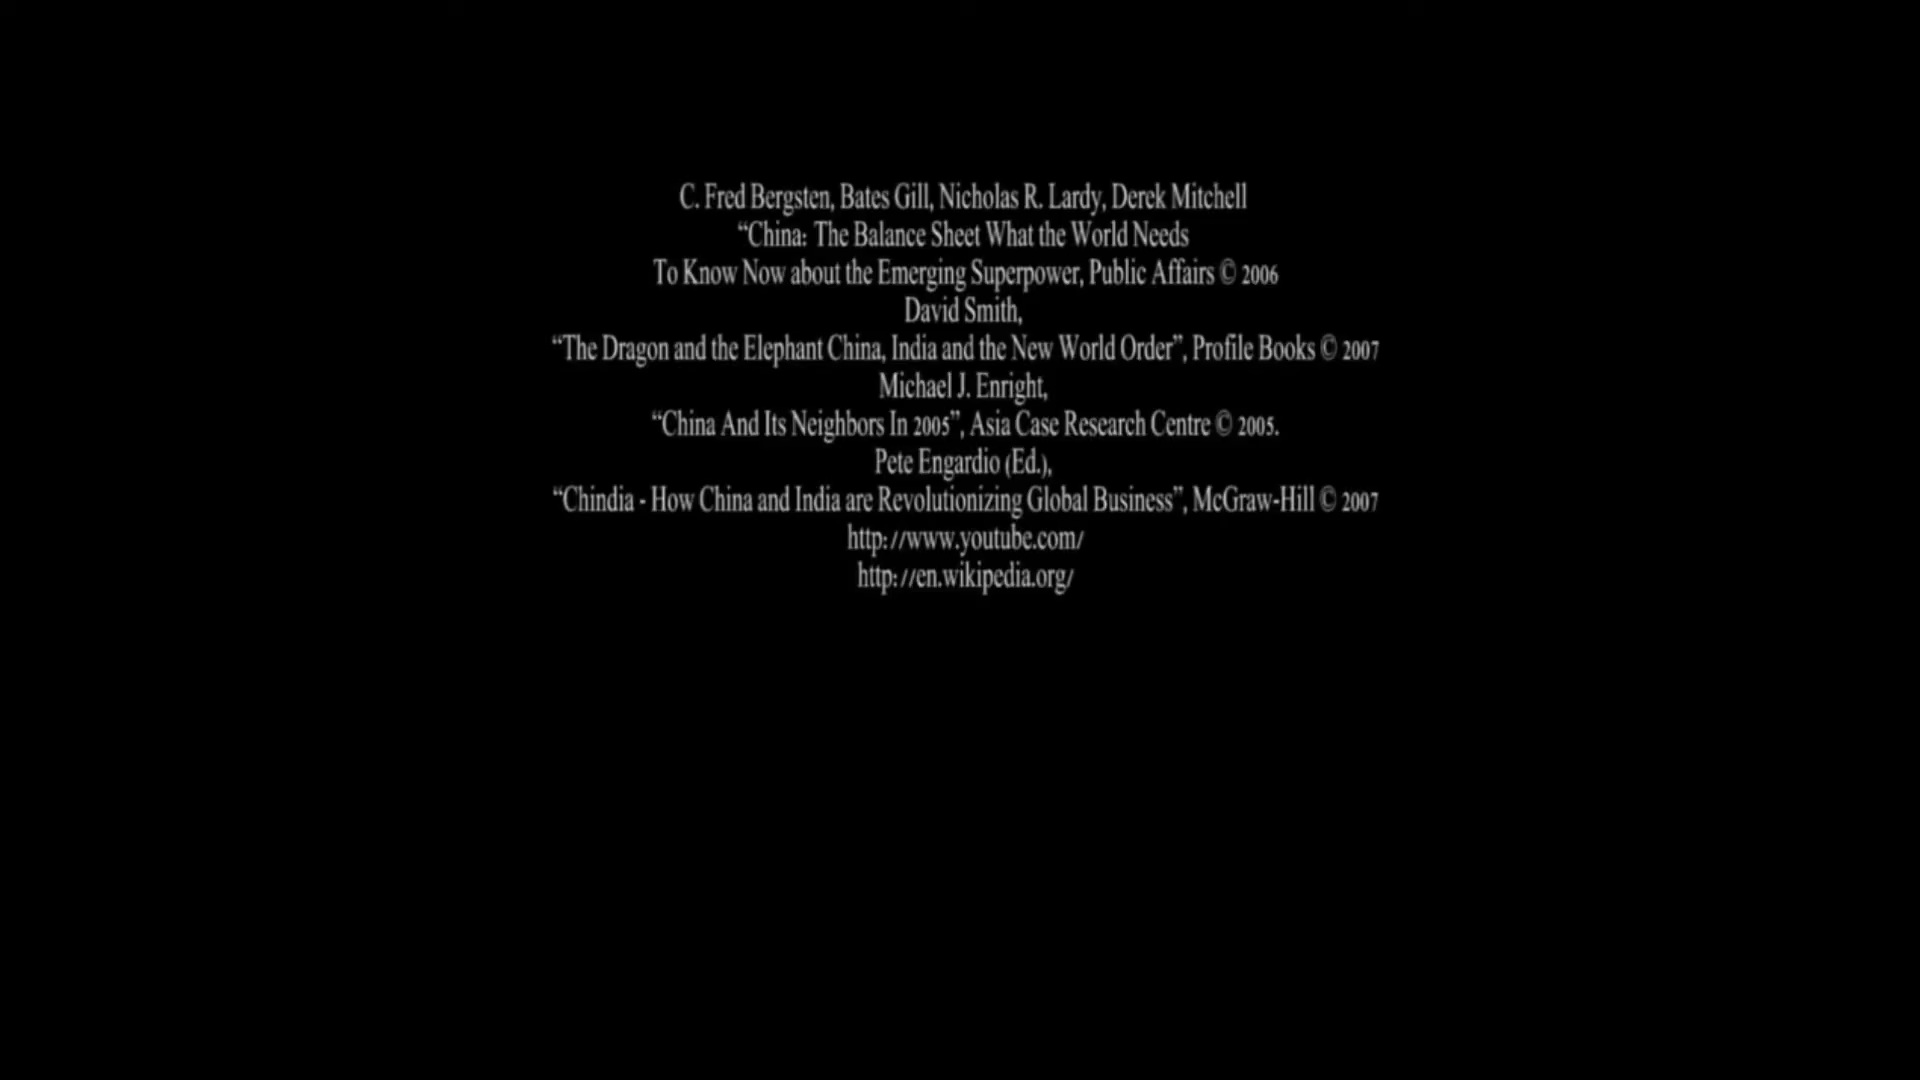 C. Fred Bergsten, Bates Gill, Nicholas R. Lardy, Derek Mitchell
“China: The Balance Sheet What the World Needs
To Know Now about the Emerging Superpower, Public Affairs © 2006
David Smith,
“The Dragon and the Elephant China, India and the New World Order”, Profile Books © 2007
Michael J. Enright,
“China And Its Neighbors In 2005”, Asia Case Research Centre © 2005.
Pete Engardio (Ed.),
“Chindia - How China and India are Revolutionizing Global Business”, McGraw-Hill © 2007
http://www.youtube.com/
http://en.wikipedia.org/